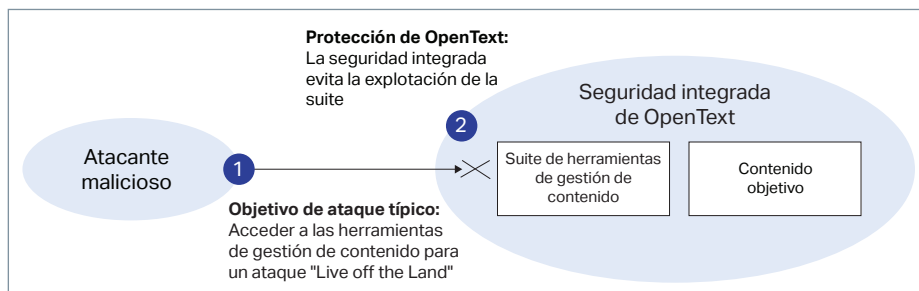 Protección de OpenText:
La seguridad integrada
evita la explotación de la
suite
Seguridad integrada
de OpenText
2
Atacante
malicioso
1
Suite de herramientas
de gestión de
contenido
Contenido
objetivo
Objetivo de ataque típico:
Acceder a las herramientas
de gestión de contenido para
un ataque "Live off the Land"